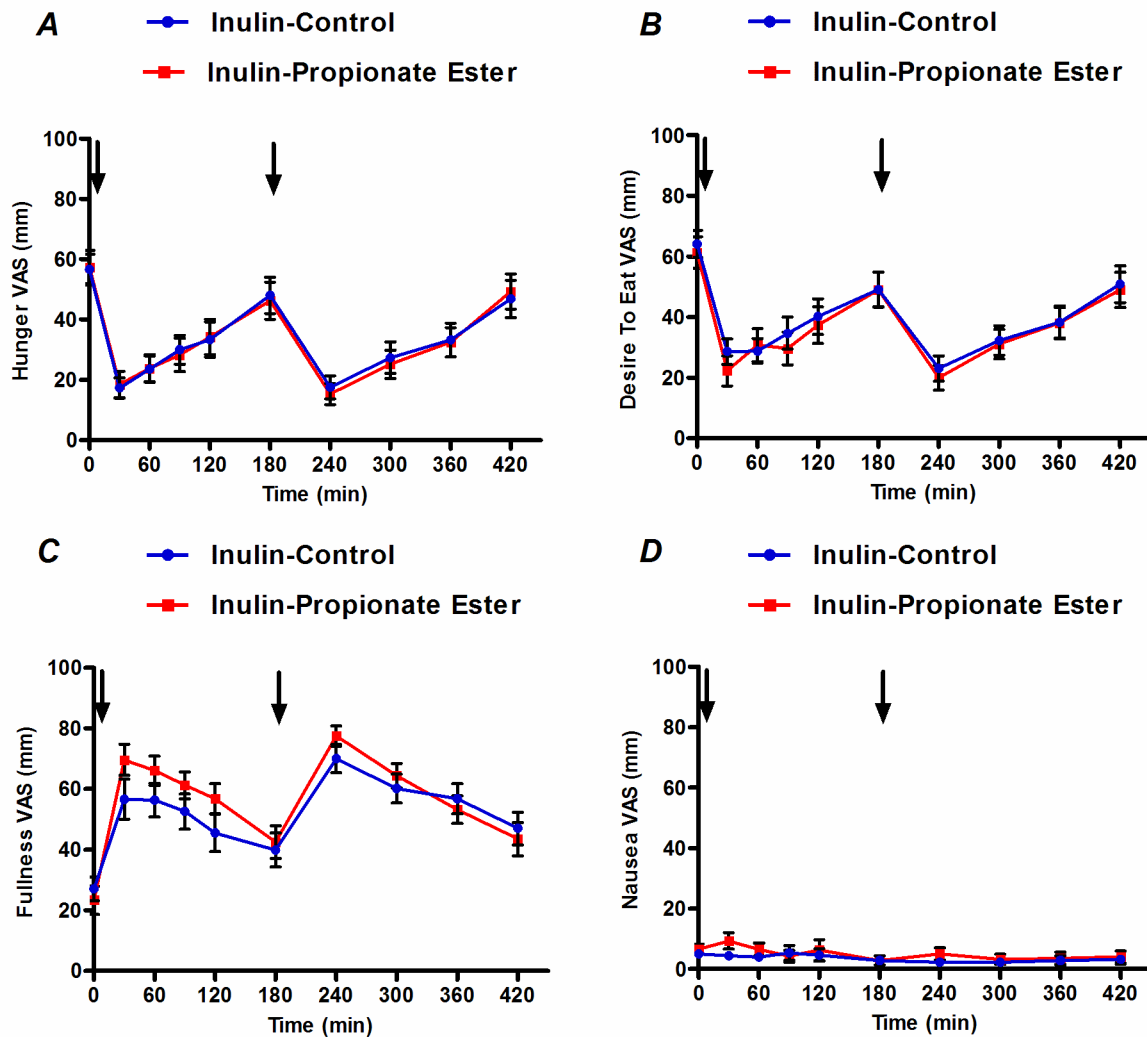 A
Inulin-Control
Inulin-Propionate Ester
Hunger VAS (mm)
100
80
60
40
20
0
0 60 120 180 240 300 360 420
Time (min)
B
Inulin-Control
Inulin-Propionate Ester
Desire To Eat VAS (mm)
100
80
60
40
20
0
0 60 120 180 240 300 360 420
Time (min)
C
Inulin-Control
Inulin-Propionate Ester
Fullness VAS (mm)
100
80
60
40
20
0
0 60 120 180 240 300 360 420
Time (min)
D
Inulin-Control
Inulin-Propionate Ester
Nausea VAS (mm)
100
80
60
40
20
0
0 60 120 180 240 300 360 420
Time (min)